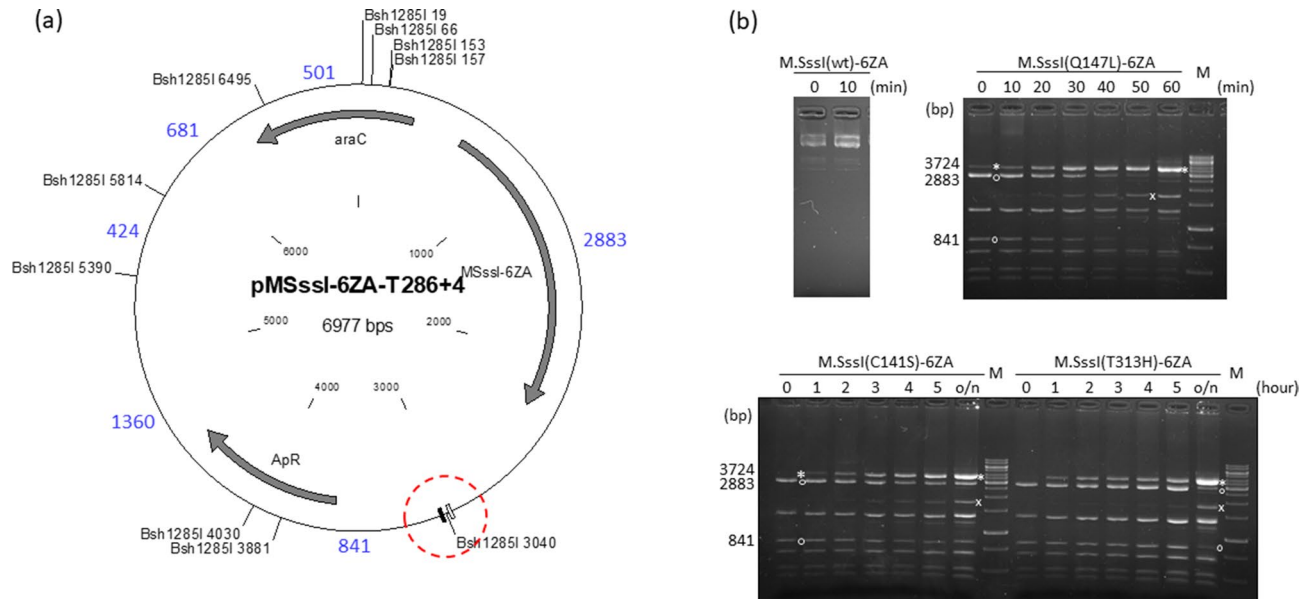 (a)
Bsh1285I 19
Bsh1285I 66
Bsh1285I 153
Bsh1285I 157
501
Bsh1285I 6495
araC
681
Bsh1285I 5814
424
2883
6000
1000
MSssI-6ZA
Bsh1285I 5390
pMSssI-6ZA-T286+4
6977 bps
5000
2000
4000
3000
1360
ApR
Bsh1285I 4030
Bsh1285I 3881
841
Bsh1285I 3040
(b)
M.SssI(wt)-6ZA
0 10 (min)
M.SssI(Q147L)-6ZA M
0 10 20 30 40 50 60 (min)
(bp)
3724 * *
2883 o
x
841 o
M.SssI(C141S)-6ZA M M.SssI(T313H)-6ZA M
0 1 2 3 4 5 o/n 0 1 2 3 4 5 o/n (hour)
(bp)
3724 * * *
2883 o o
x x
841 o o